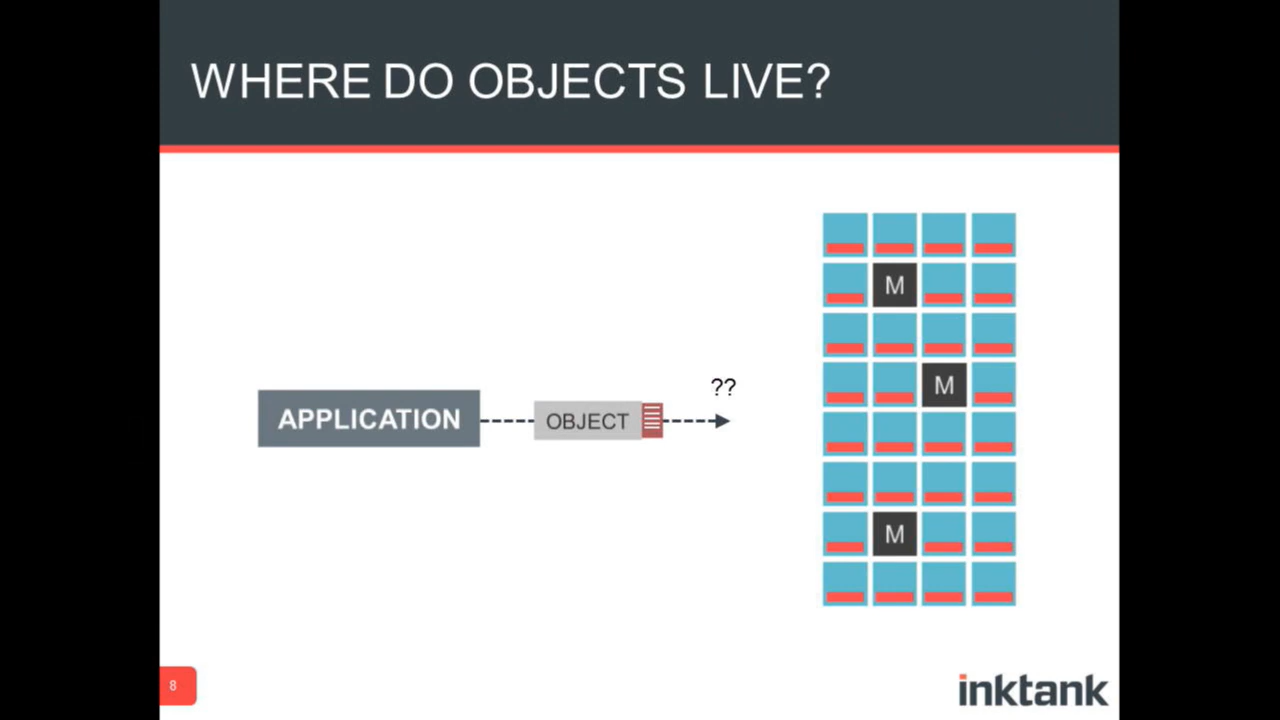 WHERE DO OBJECTS LIVE?
M
??
M
APPLICATION
OBJECT
M
8
inktank